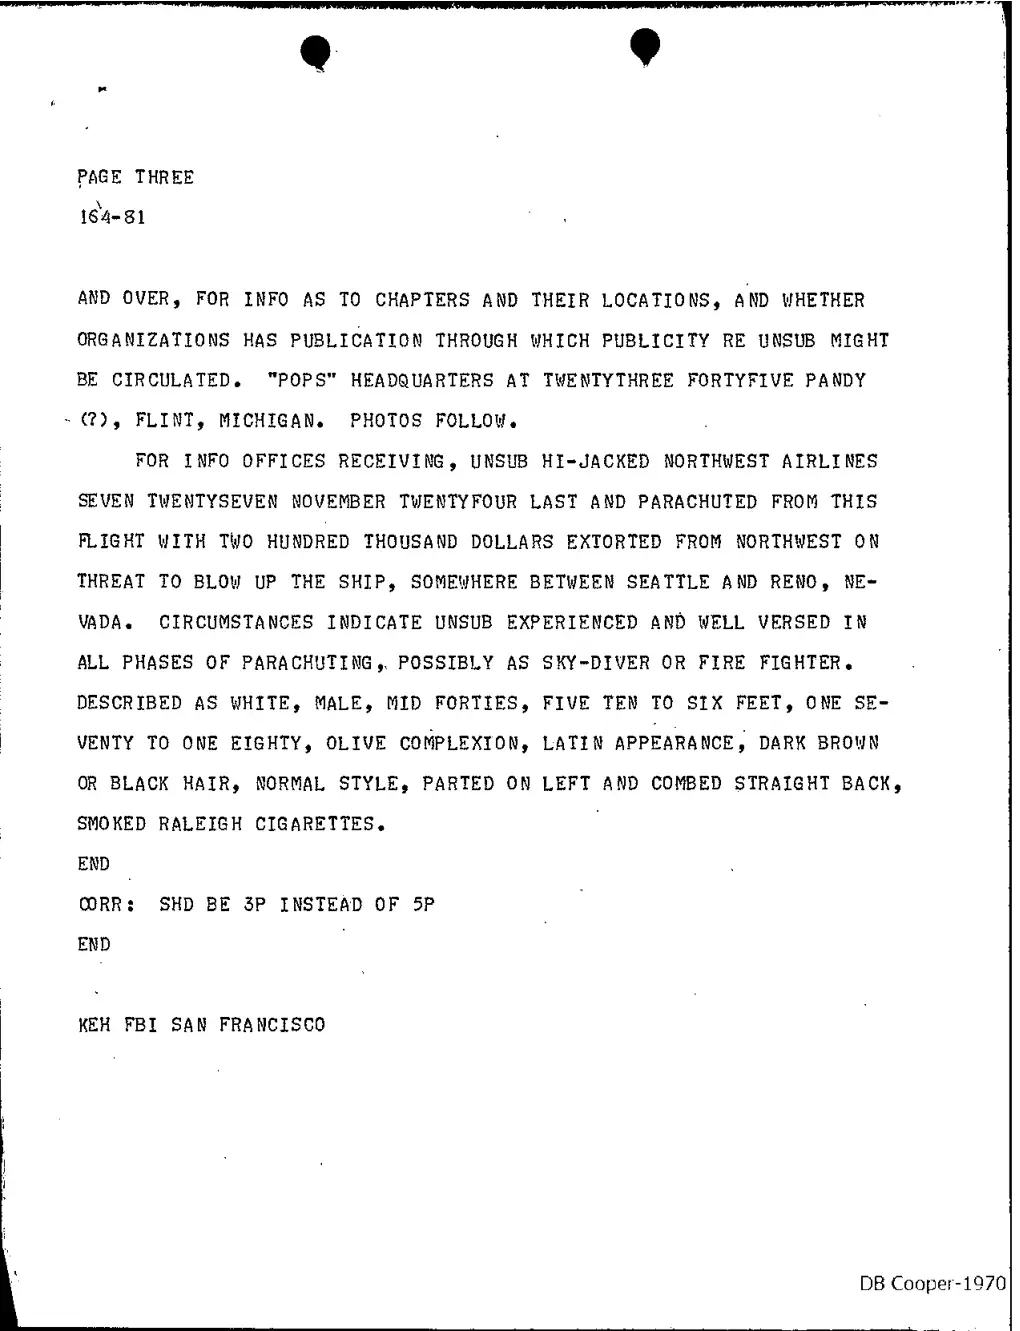 PAGE THREE
164-81
AND OVER, FOR INFO AS TO CHAPTERS AND THEIR LOCATIONS, AND WHETHER
ORGANIZATIONS HAS PUBLICATION THROUGH WHICH PUBLICITY RE UNSUB MIGHT
BE CIRCULATED.  "POPS" HEADQUARTERS AT TWENTYTHREE FORTYFIVE PANDY
(?), FLINT, MICHIGAN.  PHOTOS FOLLOW.
FOR INFO OFFICES RECEIVING, UNSUB HI-JACKED NORTHWEST AIRLINES
SEVEN TWENTYSEVEN NOVEMBER TWENTYFOUR LAST AND PARACHUTED FROM THIS
FLIGHT WITH TWO HUNDRED THOUSAND DOLLARS EXTORTED FROM NORTHWEST ON
THREAT TO BLOW UP THE SHIP, SOMEWHERE BETWEEN SEATTLE AND RENO, NE-
VADA.  CIRCUMSTANCES INDICATE UNSUB EXPERIENCED AND WELL VERSED IN
ALL PHASES OF PARACHUTING, POSSIBLY AS SKY-DIVER OR FIRE FIGHTER.
DESCRIBED AS WHITE, MALE, MID FORTIES, FIVE TEN TO SIX FEET, ONE SE-
VENTY TO ONE EIGHTY, OLIVE COMPLEXION, LATIN APPEARANCE, DARK BROWN
OR BLACK HAIR, NORMAL STYLE, PARTED ON LEFT AND COMBED STRAIGHT BACK,
SMOKED RALEIGH CIGARETTES.
END
CORR:  SHD BE 3P INSTEAD OF 5P
END
KEH FBI SAN FRANCISCO
DB Cooper-1970